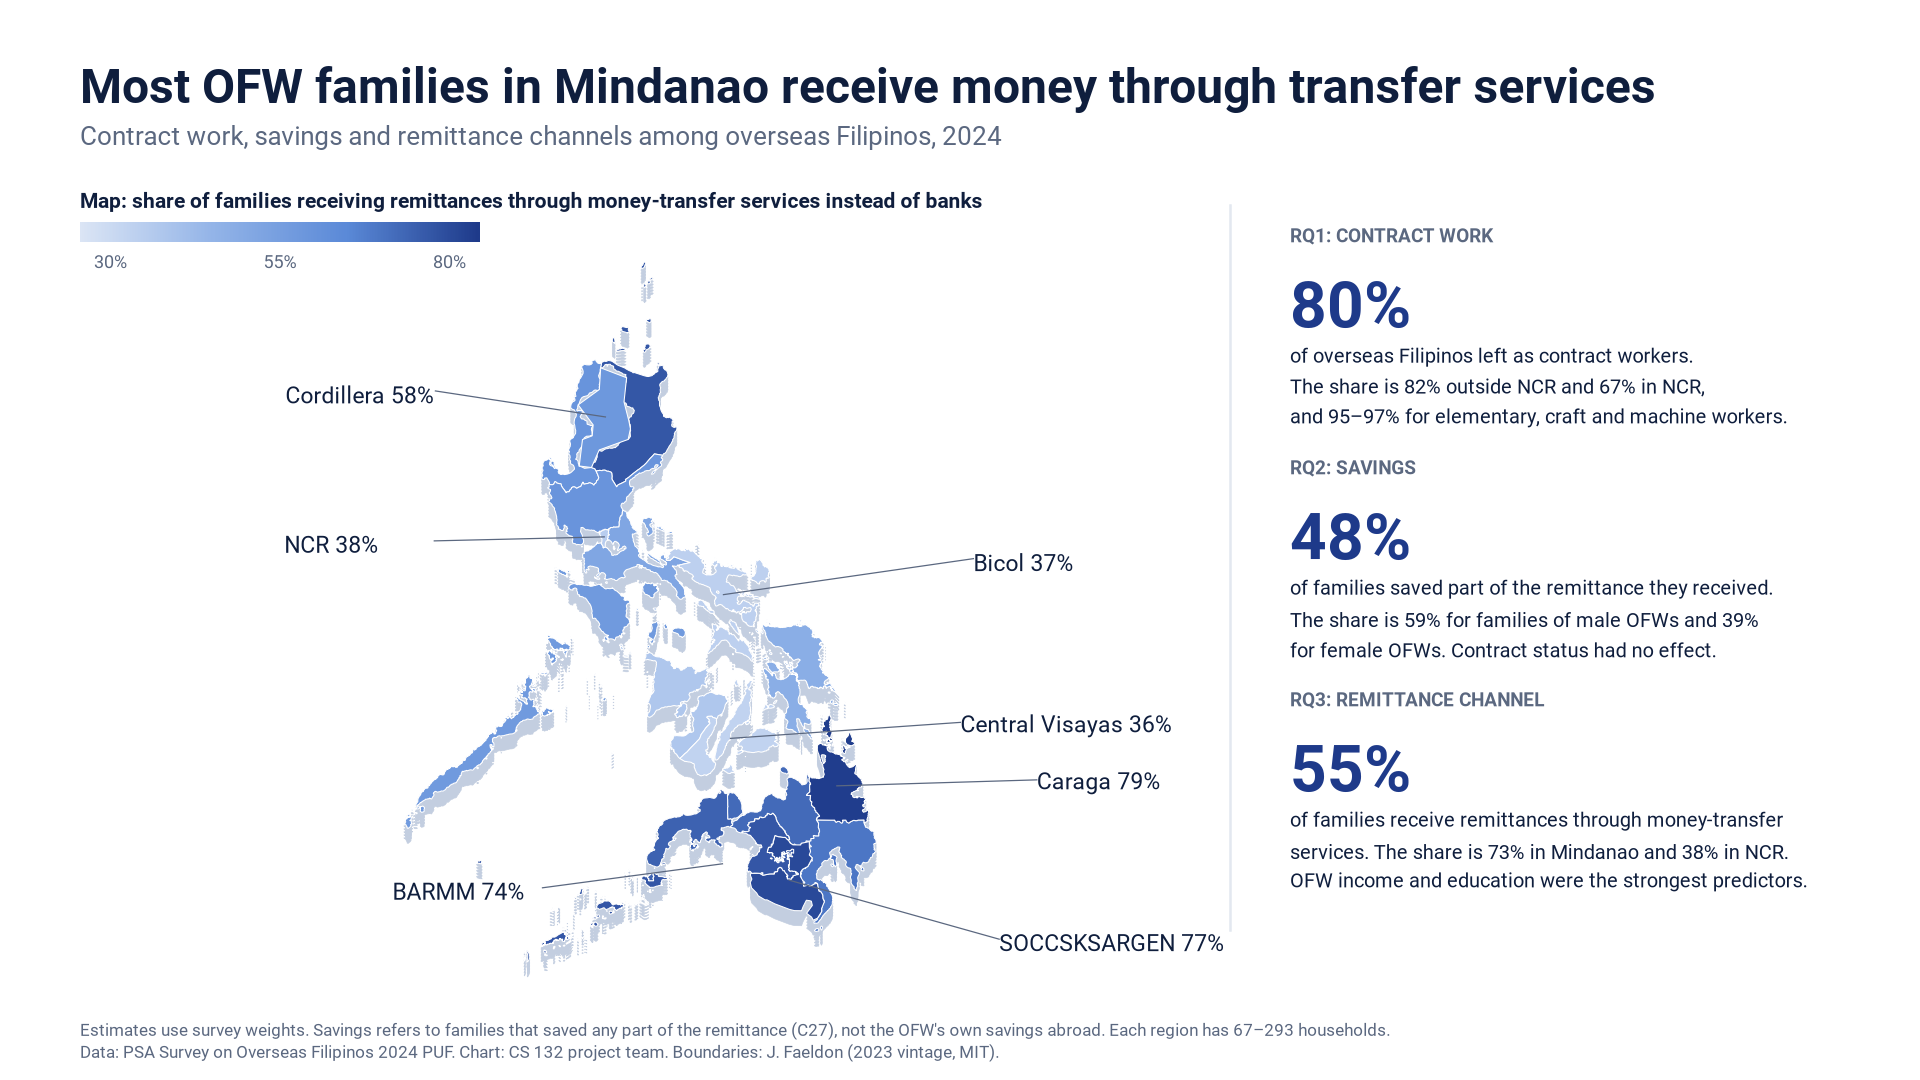 Most OFW families in Mindanao receive money through transfer services
Contract work, savings and remittance channels among overseas Filipinos, 2024
Map: share of families receiving remittances through money-transfer services instead of banks
30%
55%
80%
Cordillera 58%
NCR 38%
Bicol 37%
Central Visayas 36%
Caraga 79%
BARMM 74%
SOCCSKSARGEN 77%
RQ1: CONTRACT WORK
80%
of overseas Filipinos left as contract workers.
The share is 82% outside NCR and 67% in NCR,
and 95–97% for elementary, craft and machine workers.
RQ2: SAVINGS
48%
of families saved part of the remittance they received.
The share is 59% for families of male OFWs and 39%
for female OFWs. Contract status had no effect.
RQ3: REMITTANCE CHANNEL
55%
of families receive remittances through money-transfer
services. The share is 73% in Mindanao and 38% in NCR.
OFW income and education were the strongest predictors.
Estimates use survey weights. Savings refers to families that saved any part of the remittance (C27), not the OFW's own savings abroad. Each region has 67–293 households.
Data: PSA Survey on Overseas Filipinos 2024 PUF. Chart: CS 132 project team. Boundaries: J. Faeldon (2023 vintage, MIT).